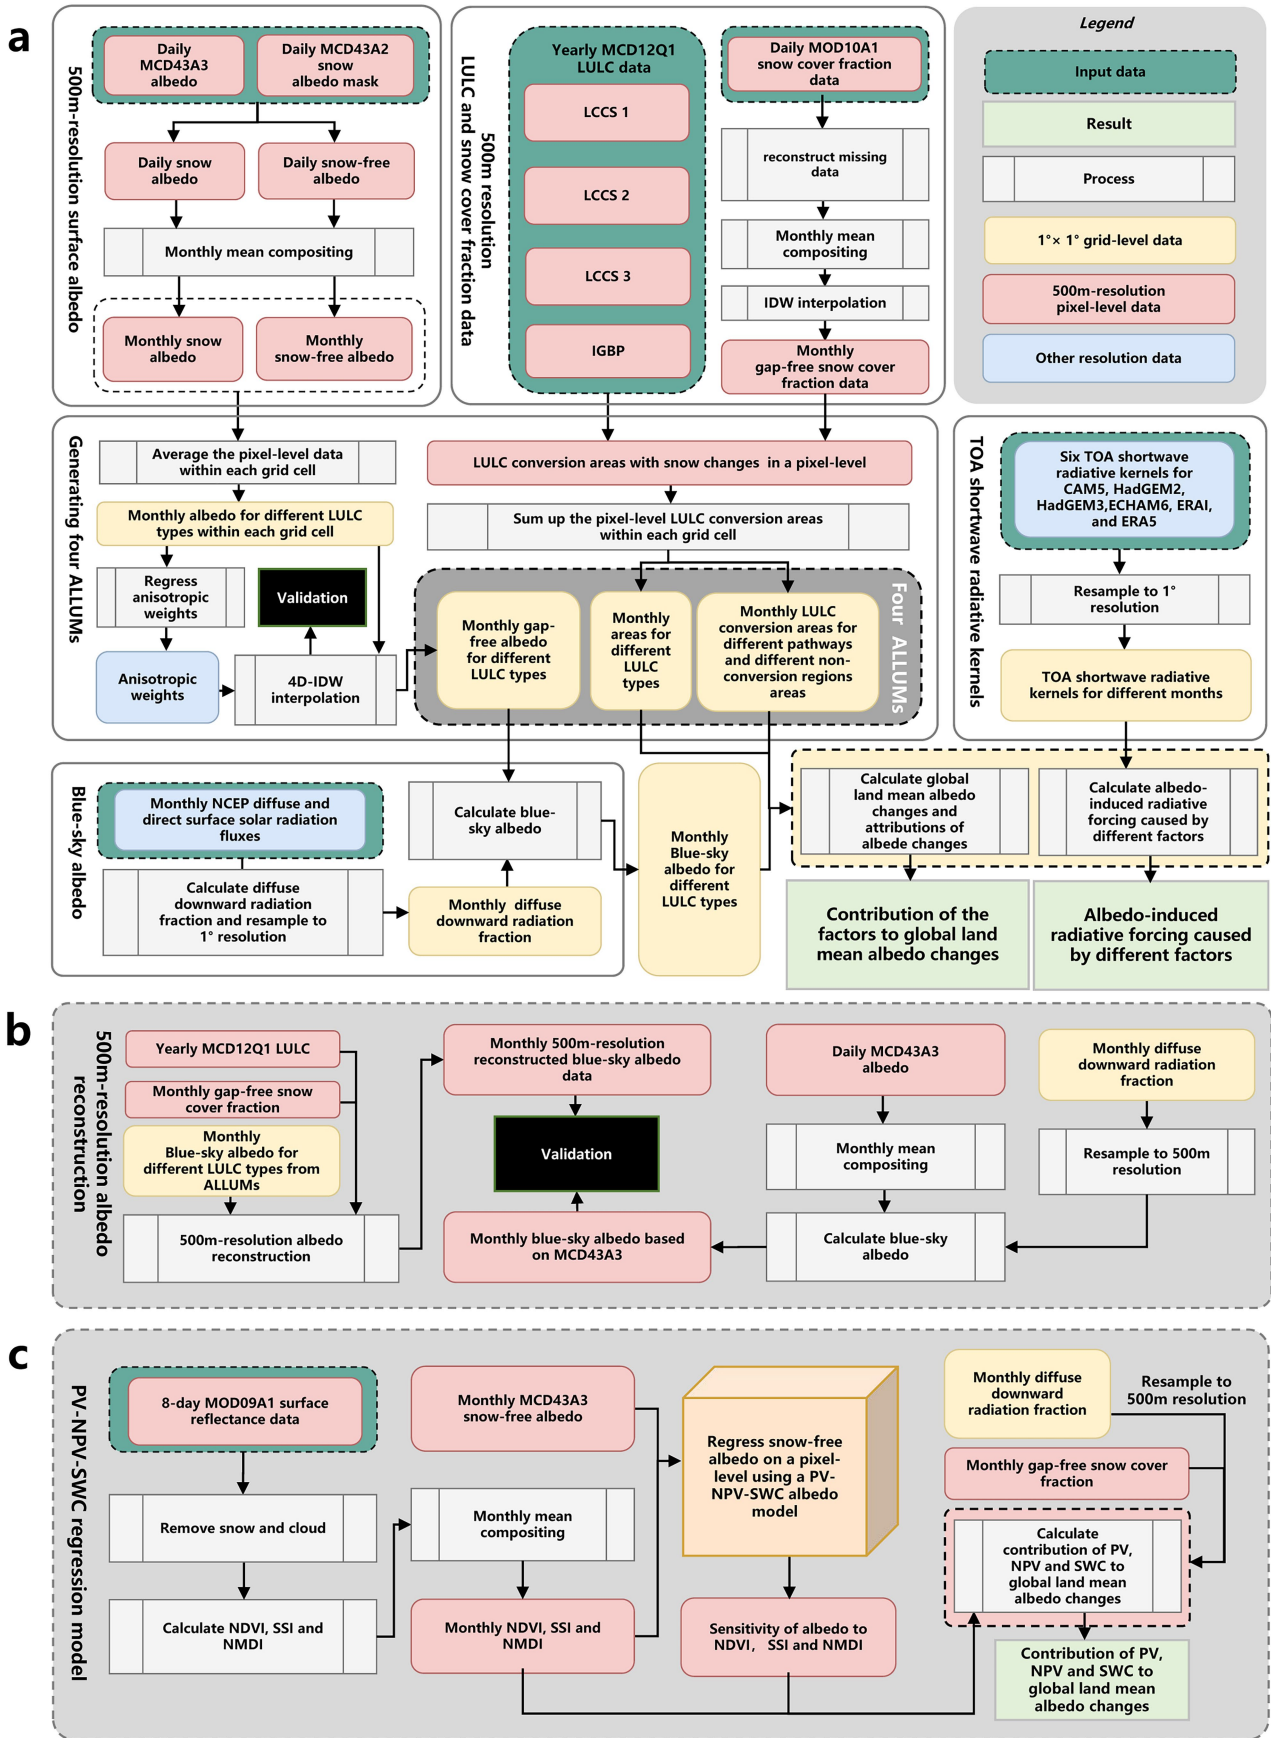 a
500m-resolution surface albedo
Daily
MCD43A3
albedo
Daily MCD43A2
snow
albedo mask
Daily snow
albedo
Daily snow-free
albedo
Monthly mean compositing
Monthly snow
albedo
Monthly
snow-free albedo
500m resolution
LULC and snow cover fraction data
Yearly MCD12Q1
LULC data
LCCS 1
LCCS 2
LCCS 3
IGBP
Daily MOD10A1
snow cover fraction
data
reconstruct missing
data
Monthly mean
compositing
IDW interpolation
Monthly
gap-free snow cover
fraction data
Legend
Input data
Result
Process
1°× 1° grid-level data
500m-resolution
pixel-level data
Other resolution data
Generating four ALLUMs
Average the pixel-level data
within each grid cell
Monthly albedo for different LULC
types within each grid cell
Regress
anisotropic
weights
Validation
Anisotropic
weights
4D-IDW
interpolation
LULC conversion areas with snow changes in a pixel-level
Sum up the pixel-level LULC conversion areas
within each grid cell
Monthly gap-
free albedo
for different
LULC types
Monthly
areas for
different
LULC
types
Monthly LULC
conversion areas for
different pathways
and different non-
conversion regions
areas
Four ALLUMs
TOA shortwave radiative kernels
Six TOA shortwave
radiative kernels for
CAM5, HadGEM2,
HadGEM3,ECHAM6, ERAI,
and ERA5
Resample to 1°
resolution
TOA shortwave radiative
kernels for different months
Blue-sky albedo
Monthly NCEP diffuse and
direct surface solar radiation
fluxes
Calculate diffuse
downward radiation
fraction and resample to
1° resolution
Calculate blue-
sky albedo
Monthly diffuse
downward radiation
fraction
Monthly
Blue-sky
albedo for
different
LULC types
Calculate global
land mean albedo
changes and
attributions of
albede changes
Calculate albedo-
induced radiative
forcing caused by
different factors
Contribution of the
factors to global land
mean albedo changes
Albedo-induced
radiative forcing caused
by different factors
b
500m-resolution albedo
reconstruction
Yearly MCD12Q1 LULC
Monthly gap-free snow
cover fraction
Monthly
Blue-sky albedo for
different LULC types from
ALLUMs
500m-resolution albedo
reconstruction
Monthly 500m-resolution
reconstructed blue-sky albedo
data
Validation
Monthly blue-sky albedo based
on MCD43A3
Daily MCD43A3
albedo
Monthly mean
compositing
Calculate blue-sky
albedo
Monthly diffuse
downward radiation
fraction
Resample to 500m
resolution
c
PV-NPV-SWC regression model
8-day MOD09A1 surface
reflectance data
Remove snow and cloud
Calculate NDVI, SSI and
NMDI
Monthly MCD43A3
snow-free albedo
Monthly mean
compositing
Monthly NDVI, SSI and
NMDI
Regress snow-free
albedo on a pixel-
level using a PV-
NPV-SWC albedo
model
Sensitivity of albedo to
NDVI, SSI and NMDI
Monthly diffuse
downward
radiation fraction
Resample to
500m resolution
Monthly gap-free snow cover
fraction
Calculate
contribution of PV,
NPV and SWC to
global land mean
albedo changes
Contribution of PV,
NPV and SWC to
global land mean
albedo changes